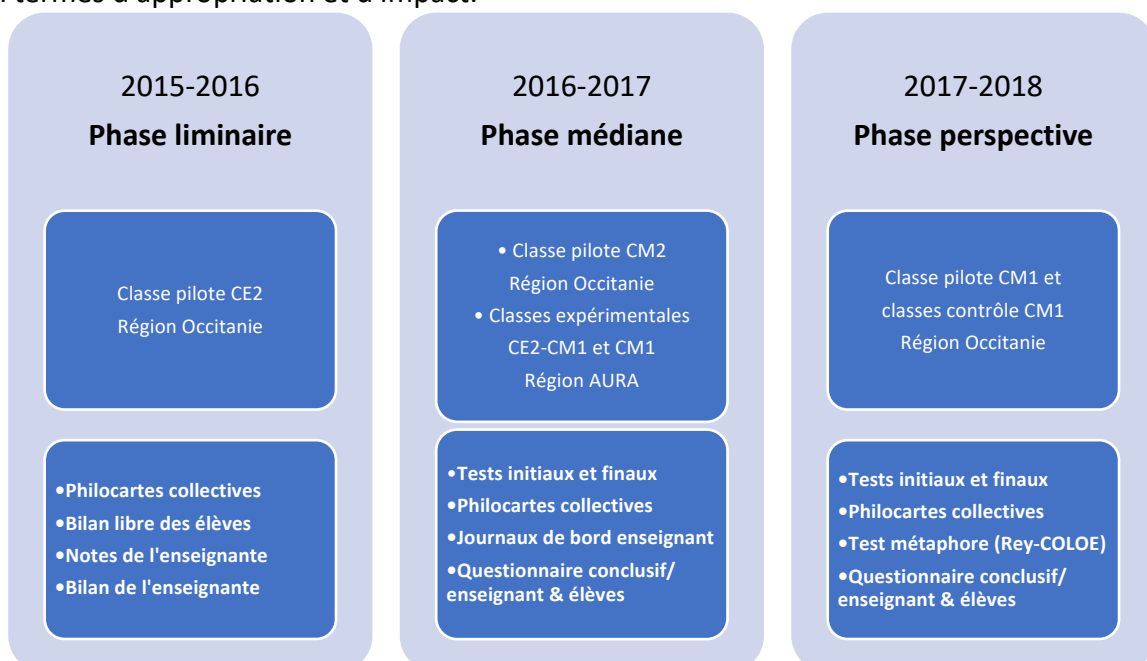 termes d'appropriation et d'impact.
2015-2016
Phase liminaire
Classe pilote CE2
Région Occitanie
•Philocartes collectives
•Bilan libre des élèves
•Notes de l'enseignante
•Bilan de l'enseignante
2016-2017
Phase médiane
• Classe pilote CM2
Région Occitanie
• Classes expérimentales
CE2-CM1 et CM1
Région AURA
•Tests initiaux et finaux
•Philocartes collectives
•Journaux de bord enseignant
•Questionnaire conclusif/
enseignant & élèves
2017-2018
Phase perspective
Classe pilote CM1 et
classes contrôle CM1
Région Occitanie
•Tests initiaux et finaux
•Philocartes collectives
•Test métaphore (Rey-COLOE)
•Questionnaire conclusif/
enseignant & élèves